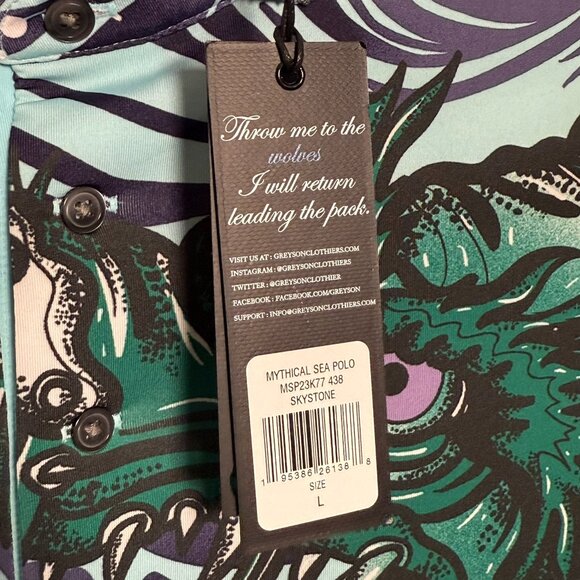 Throw me to the
wolves
I will return
leading the pack.
VISIT US AT : GREYSONCLOTHIERS.COM
INSTAGRAM : @GREYSONCLOTHIERS
TWITTER : @GREYSONCLOTHIER
FACEBOOK : FACEBOOK.COM/GREYSON
SUPPORT : INFO@GREYSONCLOTHIERS.COM
MYTHICAL SEA POLO
MSP23K77 438
SKYSTONE
1 95386 26138 8
SIZE
L